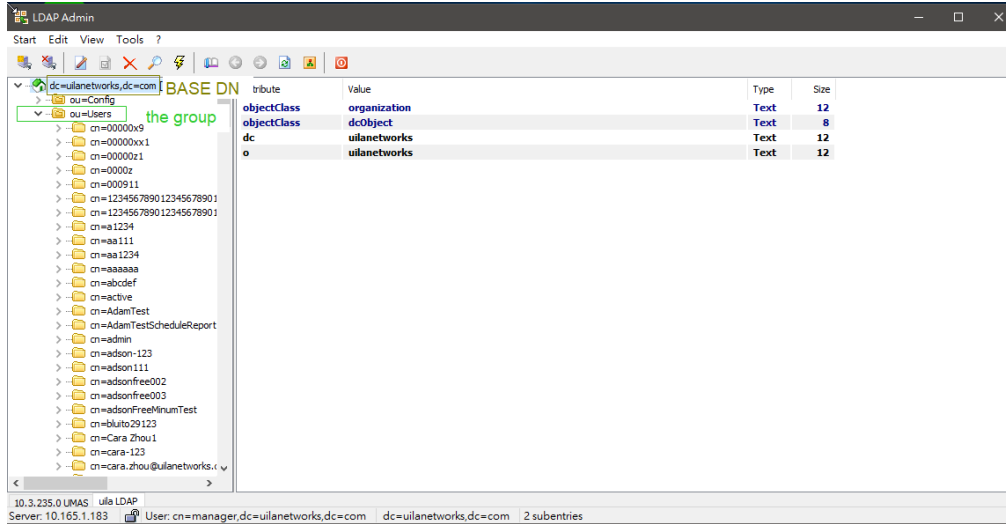 LDAP Admin
Start Edit View Tools ?
dc=uilanetworks,dc=com
BASE DN
ou=Config
ou=Users
the group
cn=00000x9
cn=00000xx1
cn=00000z1
cn=0000z
cn=000911
cn=123456789012345678901
cn=123456789012345678901
cn=a1234
cn=aa111
cn=aa1234
cn=aaaaaa
cn=abcdef
cn=active
cn=AdamTest
cn=AdamTestScheduleReport
cn=admin
cn=adson-123
cn=adson111
cn=adsonfree002
cn=adsonfree003
cn=adsonFreeMinumTest
cn=bluito29123
cn=Cara Zhou1
cn=cara-123
cn=cara.zhou@uilanetworks.c
tribute Value Type Size
objectClass organization Text 12
objectClass dcObject Text 8
dc uilanetworks Text 12
o uilanetworks Text 12
10.3.235.0 UMAS uila LDAP
Server: 10.165.1.183 User: cn=manager,dc=uilanetworks,dc=com dc=uilanetworks,dc=com 2 subentries